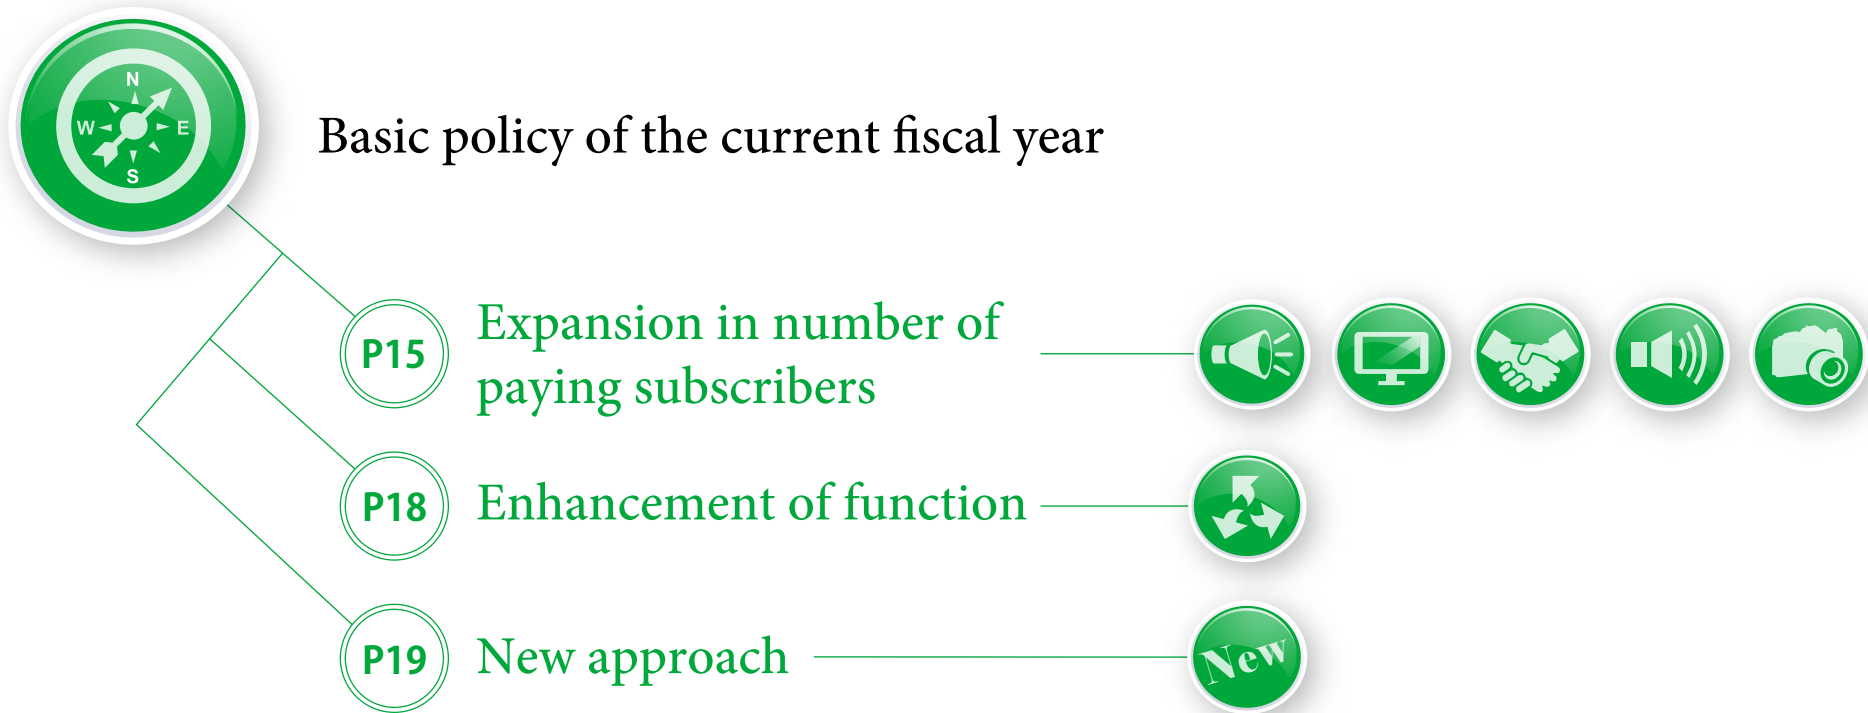 N
W E
S
Basic policy of the current fiscal year
P15
Expansion in number of
paying subscribers
P18
Enhancement of function
P19
New approach
New